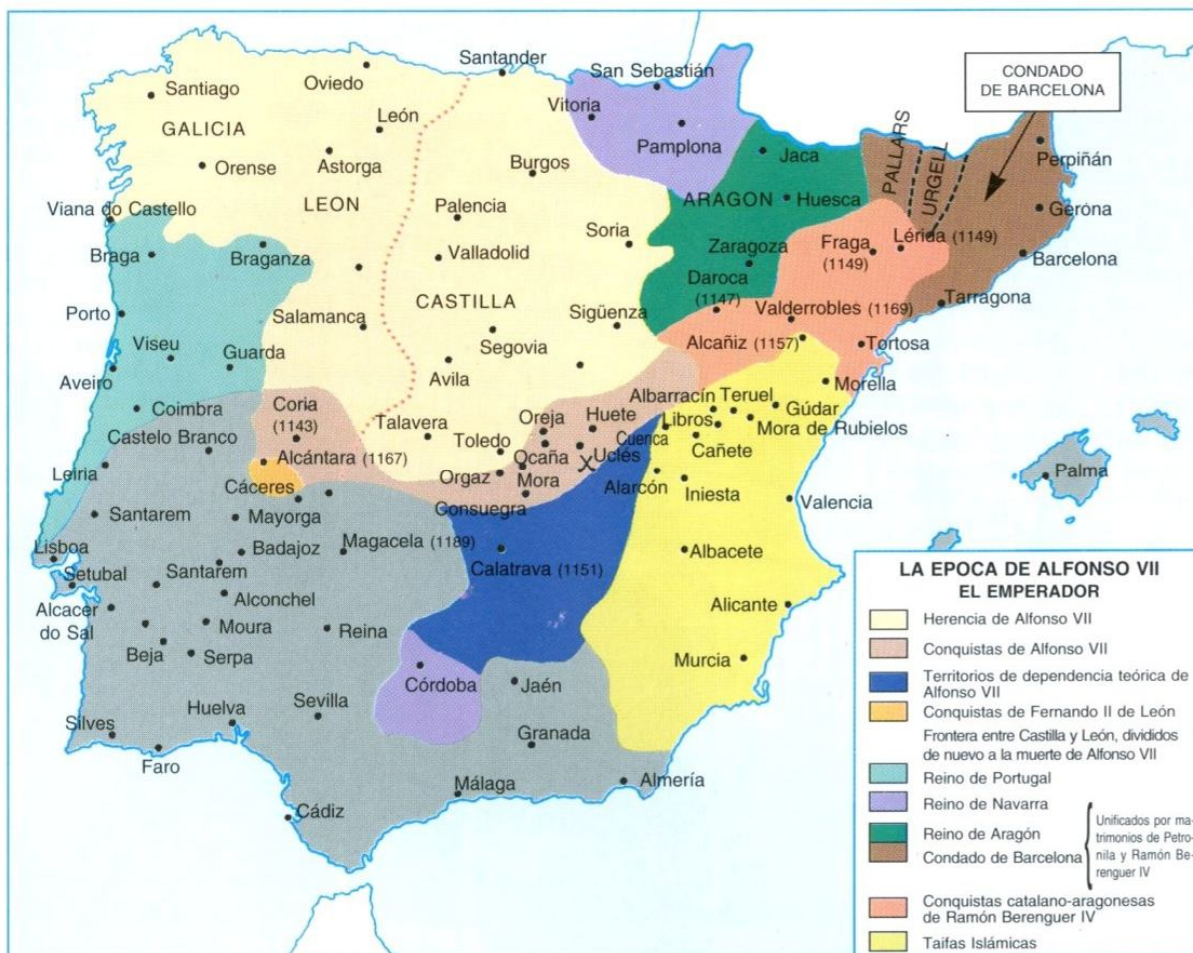 Santander
San Sebastián
CONDADO
DE BARCELONA
Oviedo
Santiago
Vitoria
GALICIA
León
Pamplona
Jaca
Perpiñán
Orense
Astorga
Burgos
PALLARS
URGELL
LEON
ARAGON
Huesca
Gerona
Viana do Castello
Palencia
Soria
Fraga
(1149)
Lérida (1149)
Braga
Braganza
Valladolid
Zaragoza
Barcelona
Daroca
(1147)
CASTILLA
Tarragona
Porto
Salamanca
Sigüenza
Valderrobles (1169)
Viseu
Guarda
Segovia
Alcañiz (1157)
Tortosa
Aveiro
Avila
Morella
Coimbra
Coria
(1143)
Talavera
Oreja
Huete
Albarracín
Teruel
Gúdar
Castelo Branco
Toledo
Cuenca
Libros
Mora de Rubielos
Alcántara (1167)
Ocaña
Uclés
Cañete
Leiria
Orgaz
Mora
Alarcón
Iniesta
Palma
Cáceres
Consuegra
Valencia
Santarem
Mayorga
Lisboa
Badajoz
Magacela (1189)
Calatrava (1151)
Albacete
Setubal
Santarem
Alconchel
Alicante
Alcacer
do Sal
Moura
Reina
Beja
Serpa
Murcia
Córdoba
Jaén
Huelva
Sevilla
Silves
Granada
Faro
Málaga
Almería
Cádiz
LA EPOCA DE ALFONSO VII
EL EMPERADOR
Herencia de Alfonso VII
Conquistas de Alfonso VII
Territorios de dependencia teórica de
Alfonso VII
Conquistas de Fernando II de León
Frontera entre Castilla y León, divididos
de nuevo a la muerte de Alfonso VII
Reino de Portugal
Reino de Navarra
Reino de Aragón
Condado de Barcelona
Unificados por ma-
trimonios de Petro-
nila y Ramón Be-
renguer IV
Conquistas catalano-aragonesas
de Ramón Berenguer IV
Taifas Islámicas